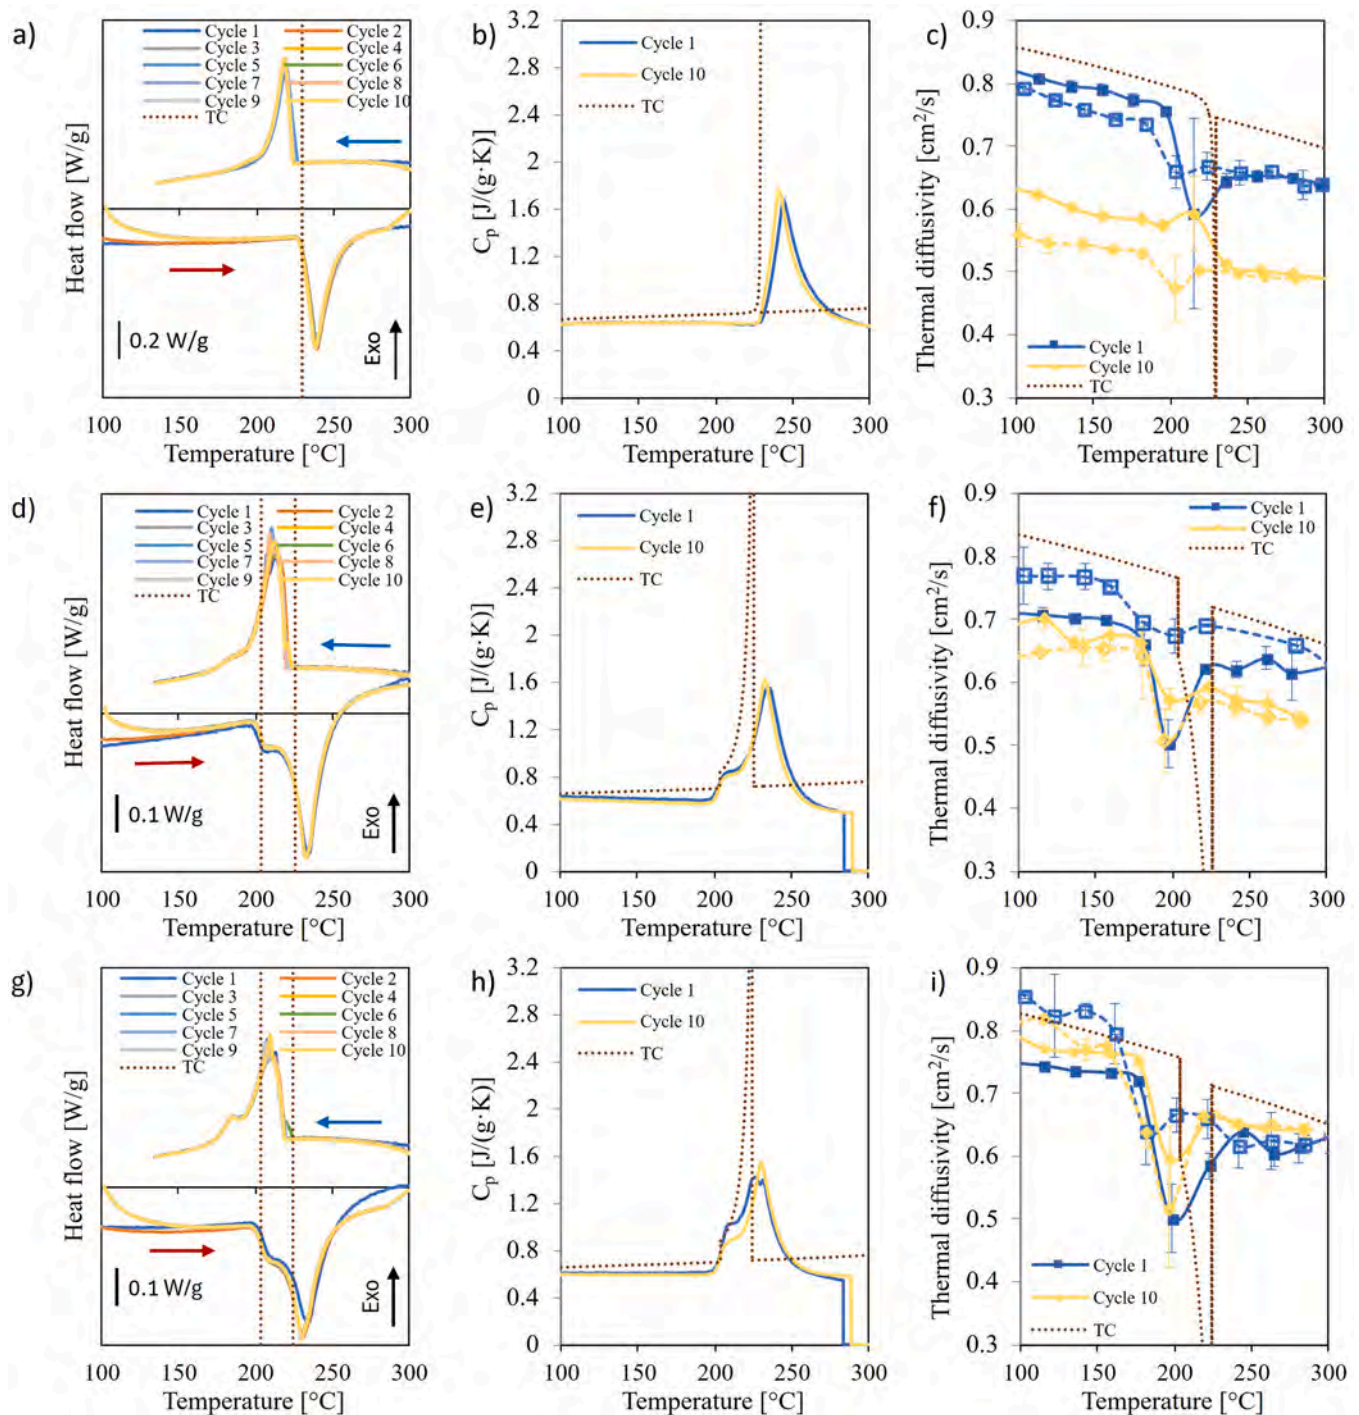 a)
Cycle 1 Cycle 2
Cycle 3 Cycle 4
Cycle 5 Cycle 6
Cycle 7 Cycle 8
Cycle 9 Cycle 10
TC
Heat flow [W/g]
0.2 W/g
Exo
100 150 200 250 300
Temperature [°C]
b)
3.2
2.8
2.4
2
1.6
1.2
0.8
0.4
0
Cycle 1
Cycle 10
TC
Cp [J/(g·K)]
100 150 200 250 300
Temperature [°C]
c)
0.9
0.8
0.7
0.6
0.5
0.4
0.3
Thermal diffusivity [cm²/s]
Cycle 1
Cycle 10
TC
100 150 200 250 300
Temperature [°C]
d)
Cycle 1 Cycle 2
Cycle 3 Cycle 4
Cycle 5 Cycle 6
Cycle 7 Cycle 8
Cycle 9 Cycle 10
TC
Heat flow [W/g]
0.1 W/g
Exo
100 150 200 250 300
Temperature [°C]
e)
3.2
2.8
2.4
2
1.6
1.2
0.8
0.4
0
Cycle 1
Cycle 10
TC
Cp [J/(g·K)]
100 150 200 250 300
Temperature [°C]
f)
0.9
0.8
0.7
0.6
0.5
0.4
0.3
Thermal diffusivity [cm²/s]
Cycle 1
Cycle 10
TC
100 150 200 250 300
Temperature [°C]
g)
Cycle 1 Cycle 2
Cycle 3 Cycle 4
Cycle 5 Cycle 6
Cycle 7 Cycle 8
Cycle 9 Cycle 10
TC
Heat flow [W/g]
0.1 W/g
Exo
100 150 200 250 300
Temperature [°C]
h)
3.2
2.8
2.4
2
1.6
1.2
0.8
0.4
0
Cycle 1
Cycle 10
TC
Cp [J/(g·K)]
100 150 200 250 300
Temperature [°C]
i)
0.9
0.8
0.7
0.6
0.5
0.4
0.3
Thermal diffusivity [cm²/s]
Cycle 1
Cycle 10
TC
100 150 200 250 300
Temperature [°C]